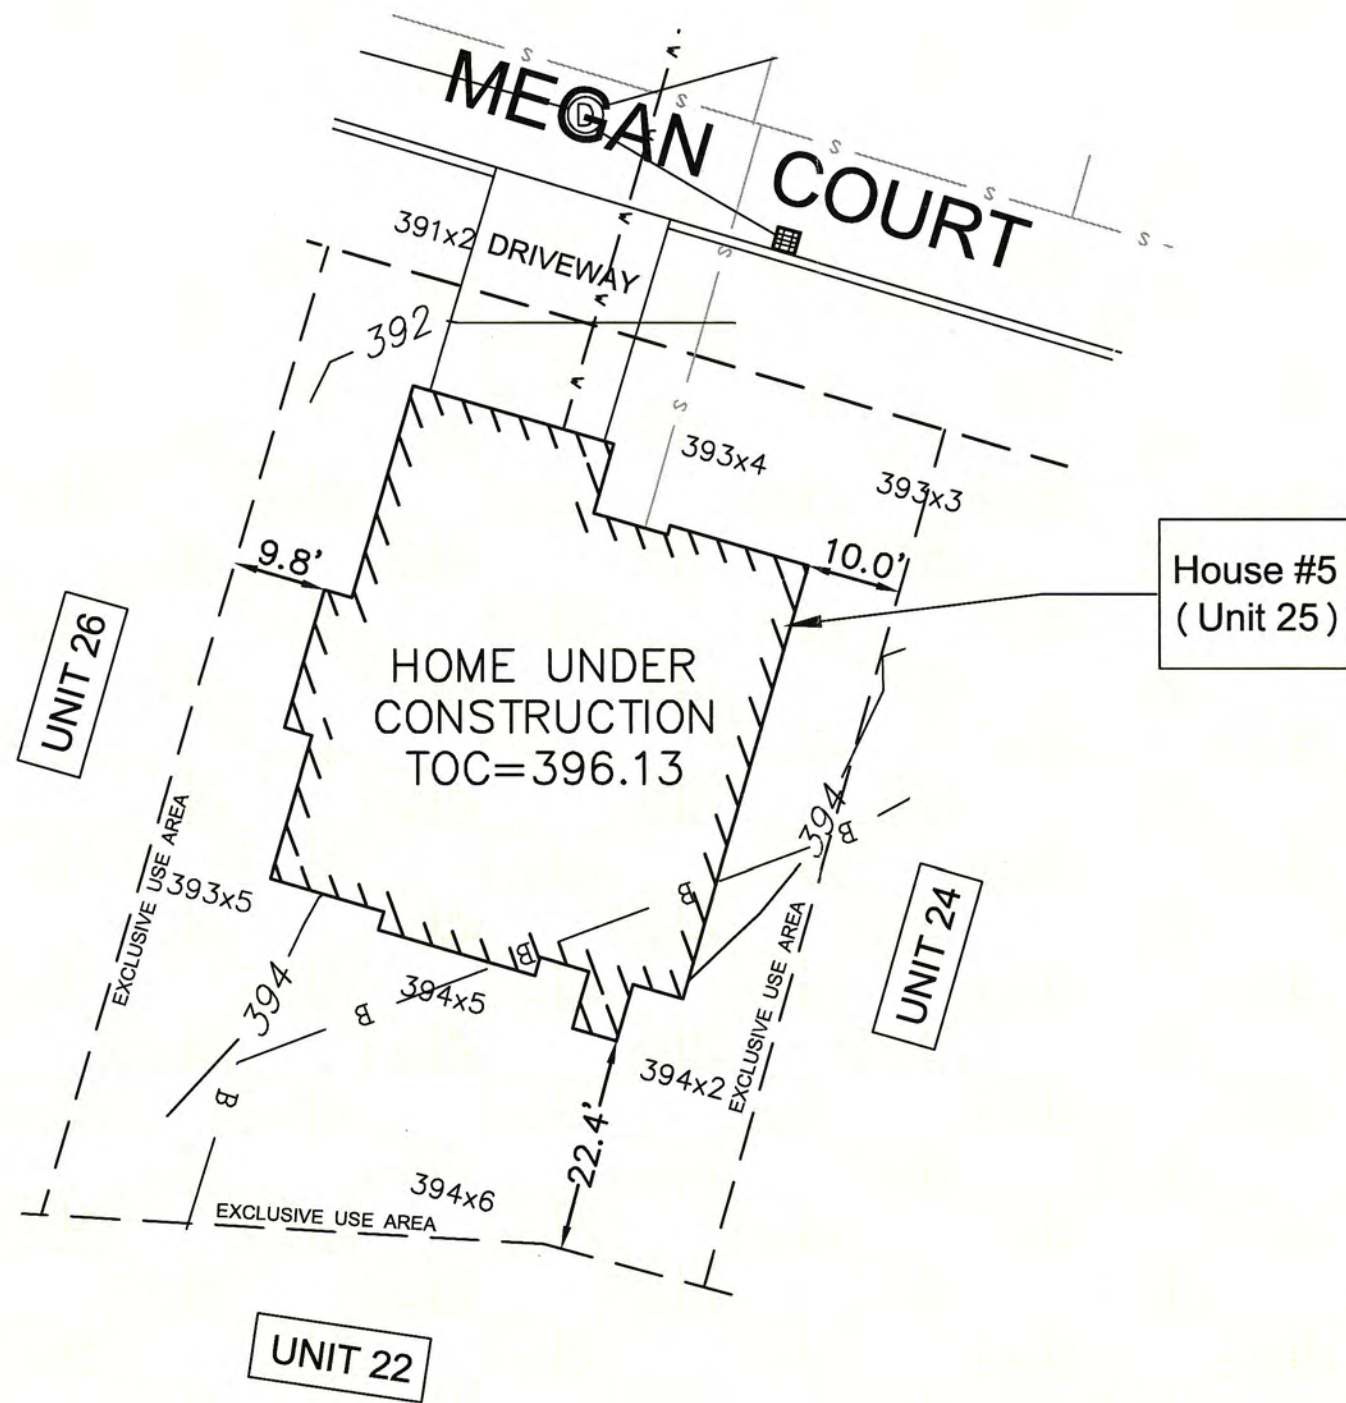 S
MEGAN COURT
D
S
S
S
S
391x2
DRIVEWAY
392
S
S
393x4
393x3
9.8'
10.0'
House #5
( Unit 25 )
UNIT 26
HOME UNDER
CONSTRUCTION
TOC=396.13
394
B
EXCLUSIVE USE AREA
393x5
B
UNIT 24
EXCLUSIVE USE AREA
B
394
394x5
B
394x2
B
22.4'
394x6
EXCLUSIVE USE AREA
UNIT 22